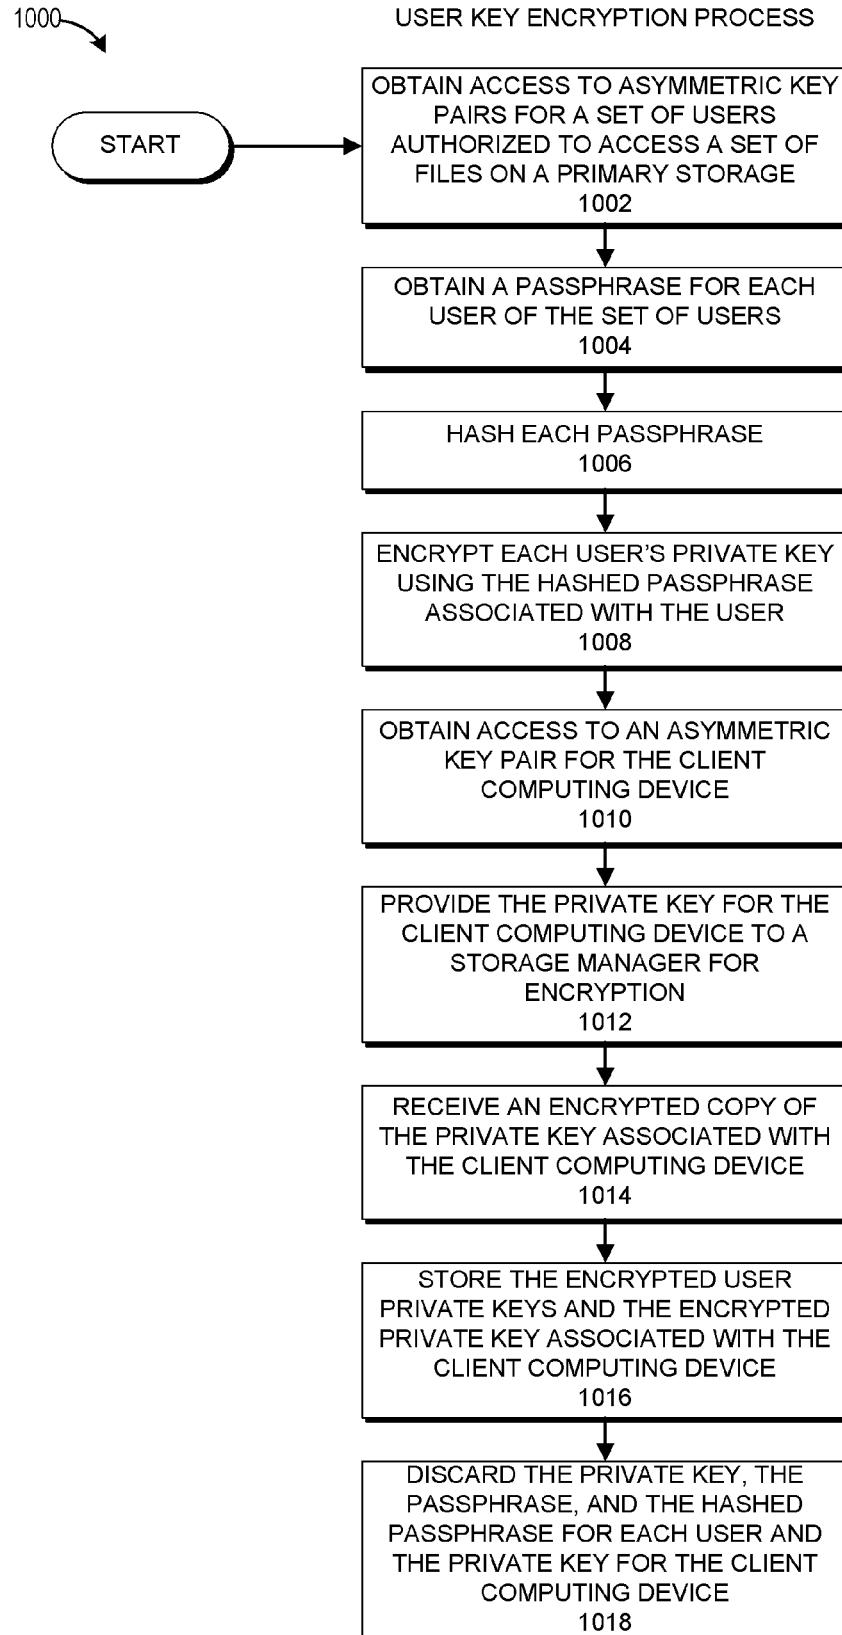 1000
USER KEY ENCRYPTION PROCESS
START
OBTAIN ACCESS TO ASYMMETRIC KEY
PAIRS FOR A SET OF USERS
AUTHORIZED TO ACCESS A SET OF
FILES ON A PRIMARY STORAGE
1002
OBTAIN A PASSPHRASE FOR EACH
USER OF THE SET OF USERS
1004
HASH EACH PASSPHRASE
1006
ENCRYPT EACH USER’S PRIVATE KEY
USING THE HASHED PASSPHRASE
ASSOCIATED WITH THE USER
1008
OBTAIN ACCESS TO AN ASYMMETRIC
KEY PAIR FOR THE CLIENT
COMPUTING DEVICE
1010
PROVIDE THE PRIVATE KEY FOR THE
CLIENT COMPUTING DEVICE TO A
STORAGE MANAGER FOR
ENCRYPTION
1012
RECEIVE AN ENCRYPTED COPY OF
THE PRIVATE KEY ASSOCIATED WITH
THE CLIENT COMPUTING DEVICE
1014
STORE THE ENCRYPTED USER
PRIVATE KEYS AND THE ENCRYPTED
PRIVATE KEY ASSOCIATED WITH THE
CLIENT COMPUTING DEVICE
1016
DISCARD THE PRIVATE KEY, THE
PASSPHRASE, AND THE HASHED
PASSPHRASE FOR EACH USER AND
THE PRIVATE KEY FOR THE CLIENT
COMPUTING DEVICE
1018